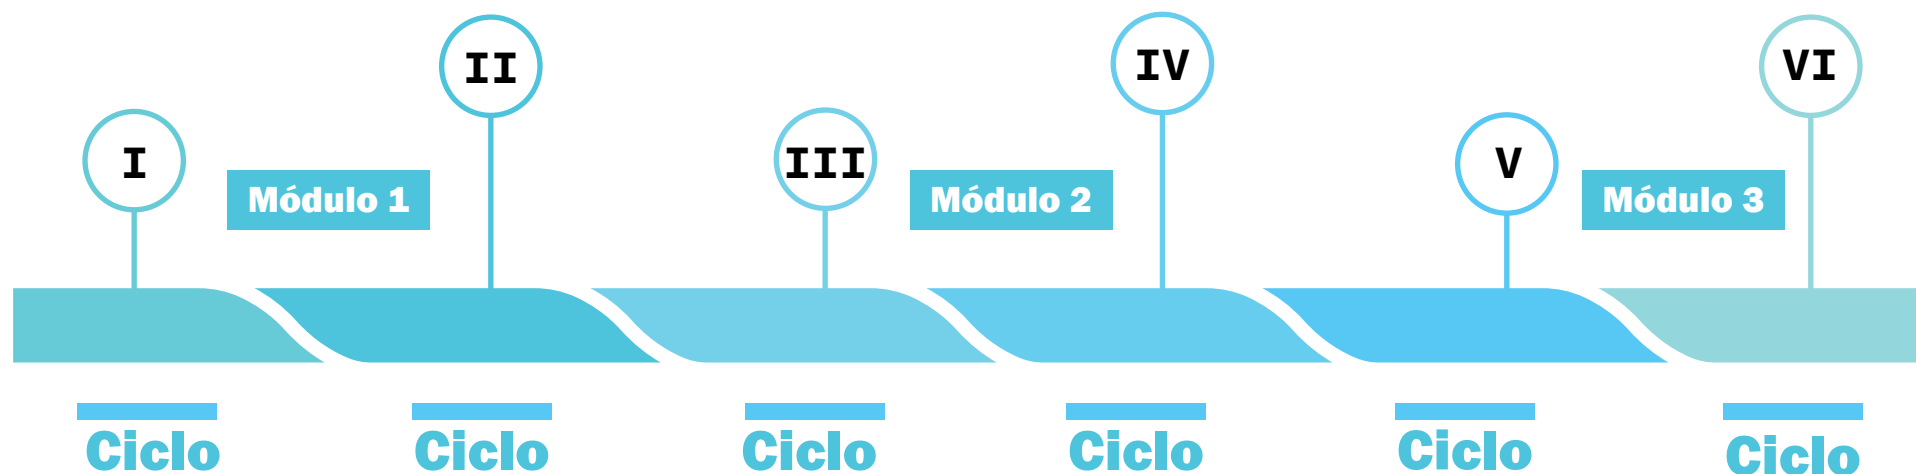 I
II
III
IV
V
VI
Módulo 1
Módulo 2
Módulo 3
Ciclo
Ciclo
Ciclo
Ciclo
Ciclo
Ciclo